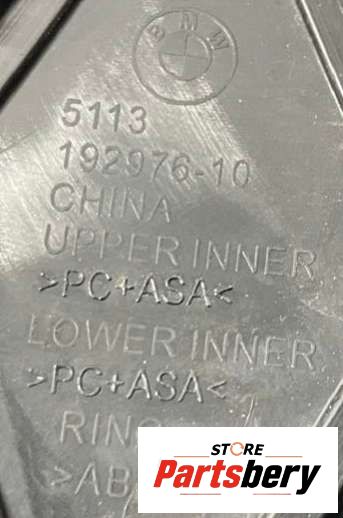 BMW
5113
192976-10
CHINA
UPPER INNER
>PC+ASA<
LOWER INNER
>PC+ASA<
STORE
Partsbery